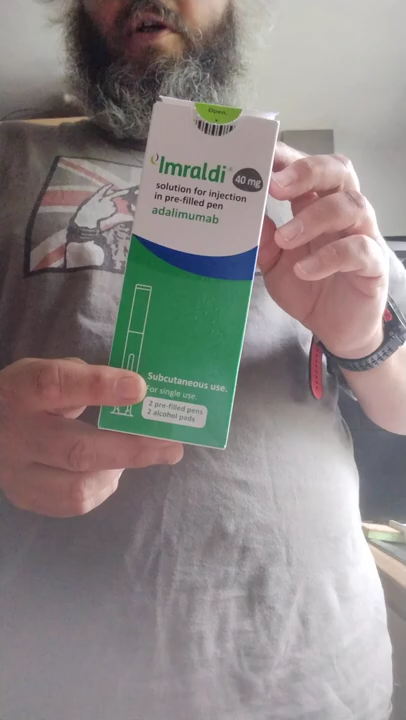 Open.
Imraldi®
40 mg
solution for injection
in pre-filled pen
adalimumab
Subcutaneous use.
For single use.
2 pre-filled pens
2 alcohol pads